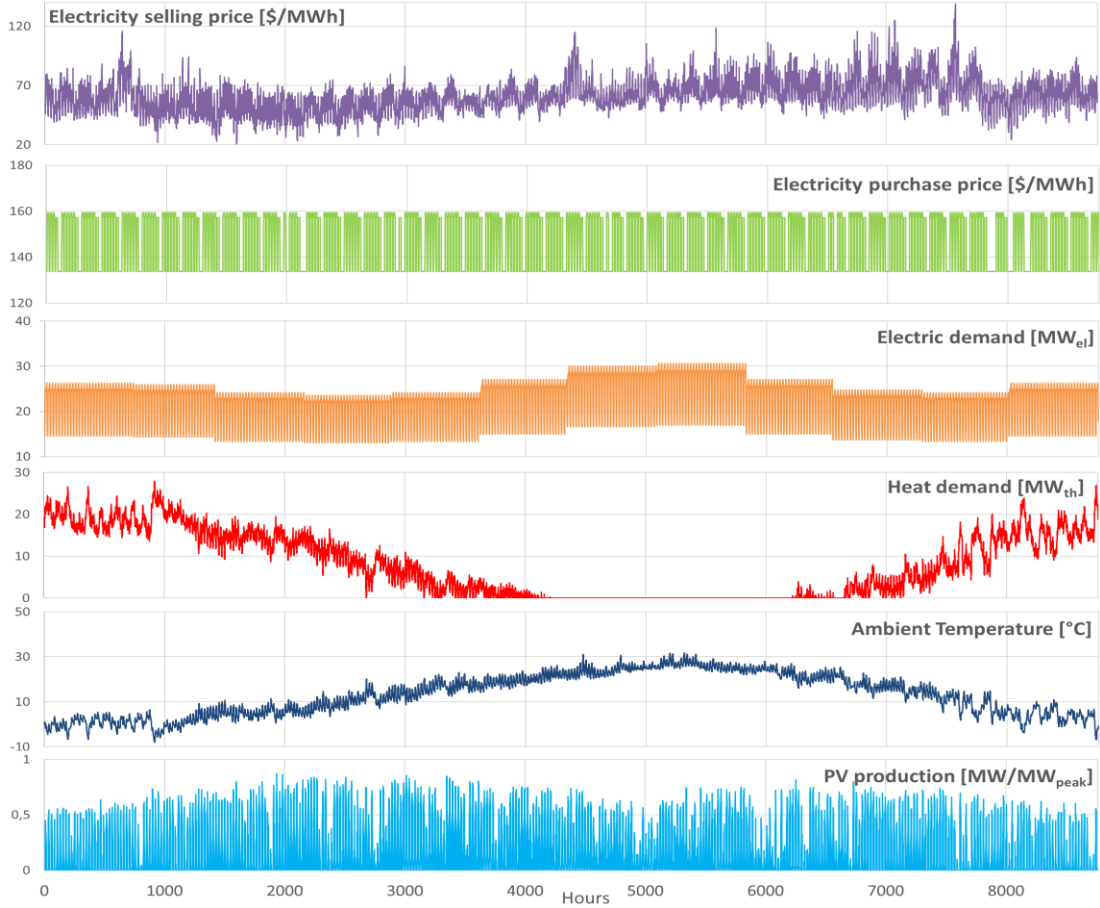 Electricity selling price [$/MWh]
120
70
20
180
Electricity purchase price [$/MWh]
160
140
120
40
Electric demand [MWel]
30
20
10
30
Heat demand [MWth]
20
10
0
50
Ambient Temperature [°C]
30
10
-10
1
PV production [MW/MWpeak]
0,5
0
0 1000 2000 3000 4000 5000 6000 7000 8000
Hours